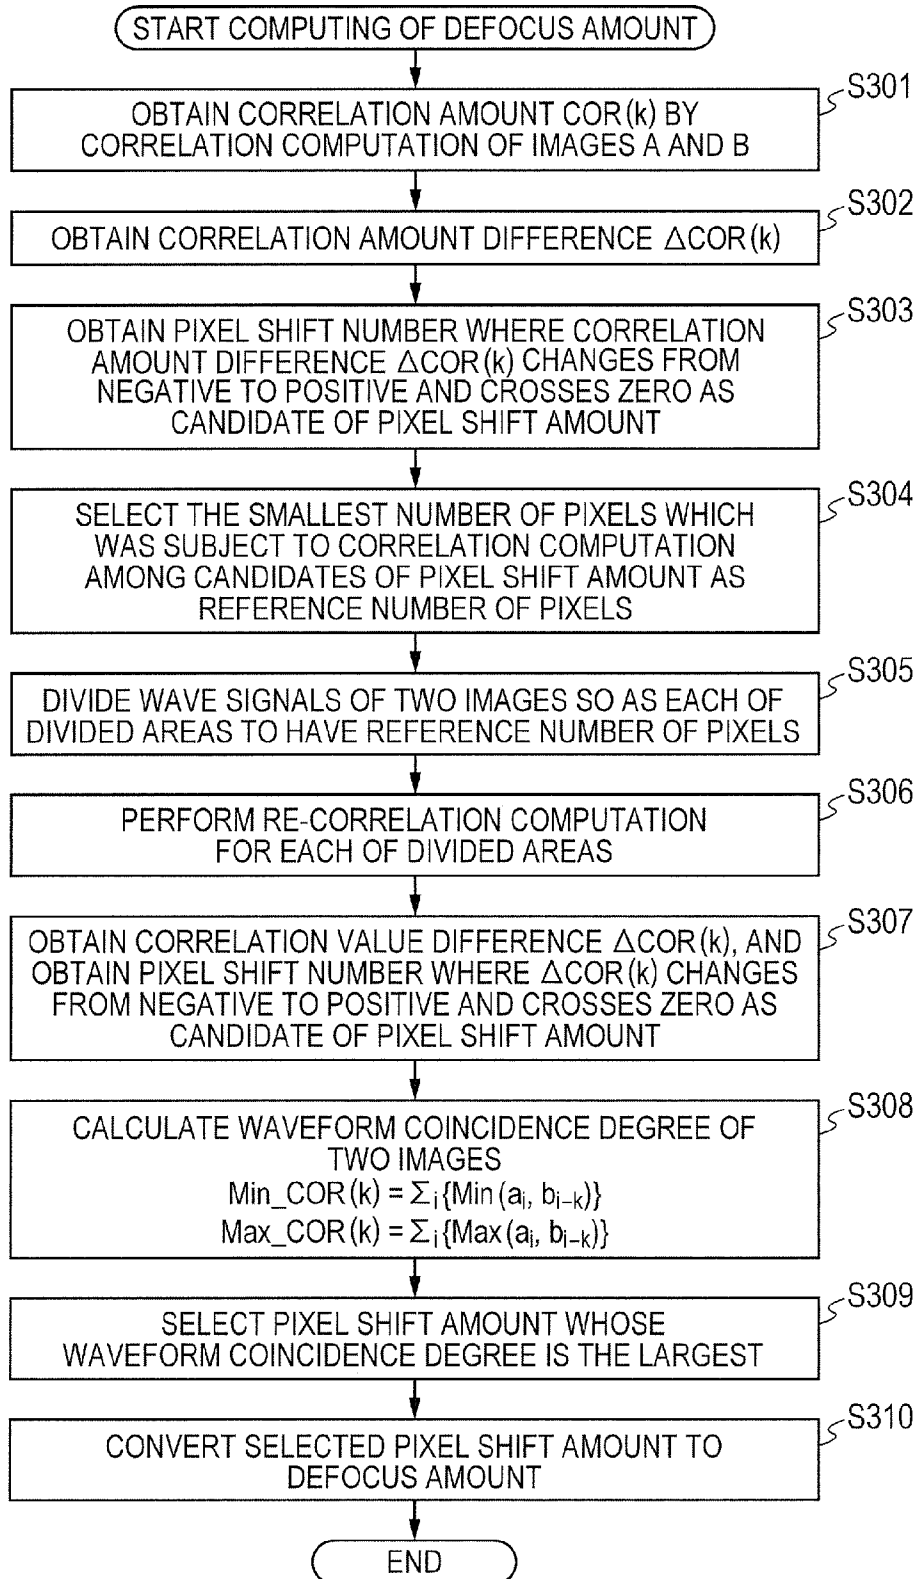 START COMPUTING OF DEFOCUS AMOUNT
S301
OBTAIN CORRELATION AMOUNT COR(k) BY
CORRELATION COMPUTATION OF IMAGES A AND B
S302
OBTAIN CORRELATION AMOUNT DIFFERENCE ΔCOR(k)
S303
OBTAIN PIXEL SHIFT NUMBER WHERE CORRELATION
AMOUNT DIFFERENCE ΔCOR(k) CHANGES FROM
NEGATIVE TO POSITIVE AND CROSSES ZERO AS
CANDIDATE OF PIXEL SHIFT AMOUNT
S304
SELECT THE SMALLEST NUMBER OF PIXELS WHICH
WAS SUBJECT TO CORRELATION COMPUTATION
AMONG CANDIDATES OF PIXEL SHIFT AMOUNT AS
REFERENCE NUMBER OF PIXELS
S305
DIVIDE WAVE SIGNALS OF TWO IMAGES SO AS EACH OF
DIVIDED AREAS TO HAVE REFERENCE NUMBER OF PIXELS
S306
PERFORM RE-CORRELATION COMPUTATION
FOR EACH OF DIVIDED AREAS
S307
OBTAIN CORRELATION VALUE DIFFERENCE ΔCOR(k), AND
OBTAIN PIXEL SHIFT NUMBER WHERE ΔCOR(k) CHANGES
FROM NEGATIVE TO POSITIVE AND CROSSES ZERO AS
CANDIDATE OF PIXEL SHIFT AMOUNT
S308
CALCULATE WAVEFORM COINCIDENCE DEGREE OF
TWO IMAGES
Min_COR(k) = Σi{Min(ai, bi–k)}
Max_COR(k) = Σi{Max(ai, bi–k)}
S309
SELECT PIXEL SHIFT AMOUNT WHOSE
WAVEFORM COINCIDENCE DEGREE IS THE LARGEST
S310
CONVERT SELECTED PIXEL SHIFT AMOUNT TO
DEFOCUS AMOUNT
END